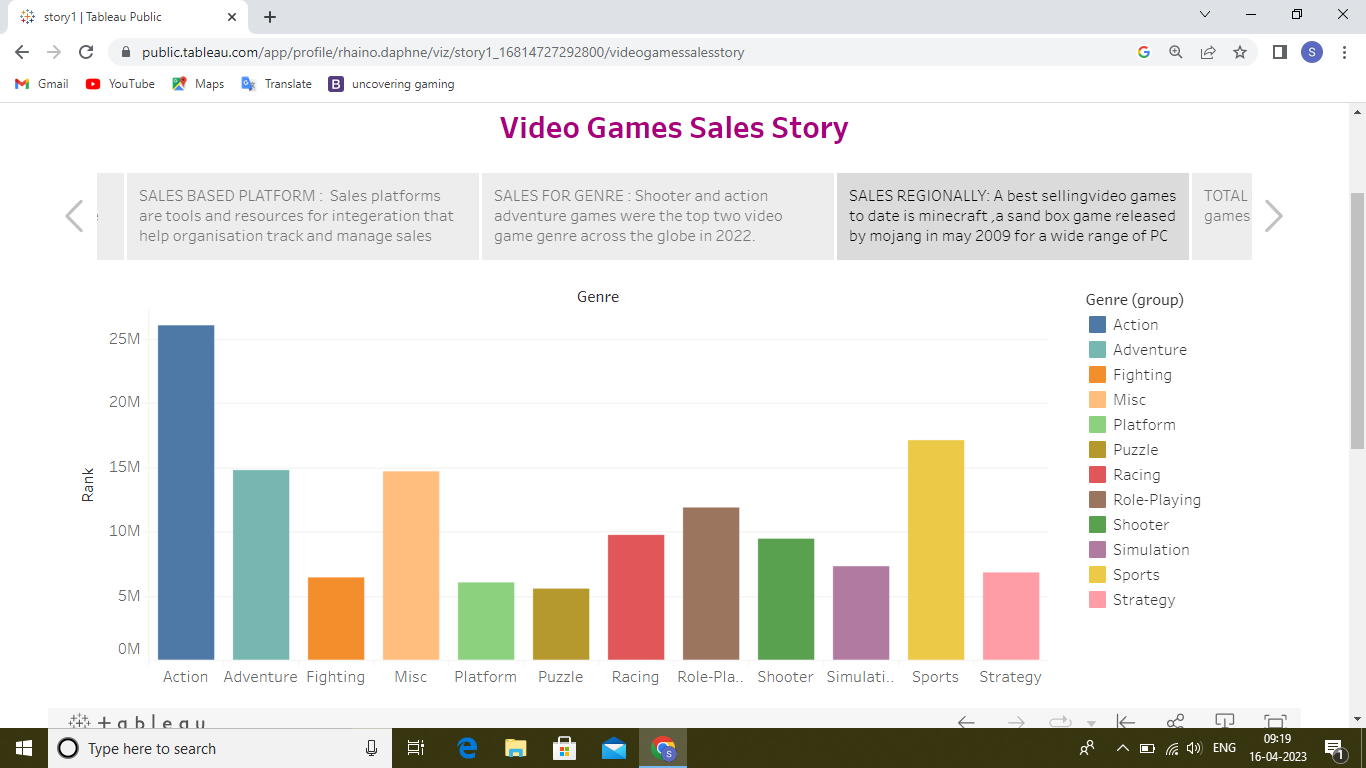 story1 | Tableau Public
public.tableau.com/app/profile/rhaino.daphne/viz/story1_16814727292800/videogamessalesstory
S
Gmail
YouTube
Maps
Translate
B
uncovering gaming
Video Games Sales Story
SALES BASED PLATFORM : Sales platforms
are tools and resources for integeration that
help organisation track and manage sales
SALES FOR GENRE : Shooter and action
adventure games were the top two video
game genre across the globe in 2022.
SALES REGIONALLY: A best sellingvideo games
to date is minecraft ,a sand box game released
by mojang in may 2009 for a wide range of PC
TOTAL
games
Genre
Rank
25M
20M
15M
10M
5M
0M
Action
Adventure
Fighting
Misc
Platform
Puzzle
Racing
Role-Pla..
Shooter
Simulati..
Sports
Strategy
Genre (group)
Action
Adventure
Fighting
Misc
Platform
Puzzle
Racing
Role-Playing
Shooter
Simulation
Sports
Strategy
+ a b l e a u
Type here to search
S
ENG
09:19
16-04-2023
1